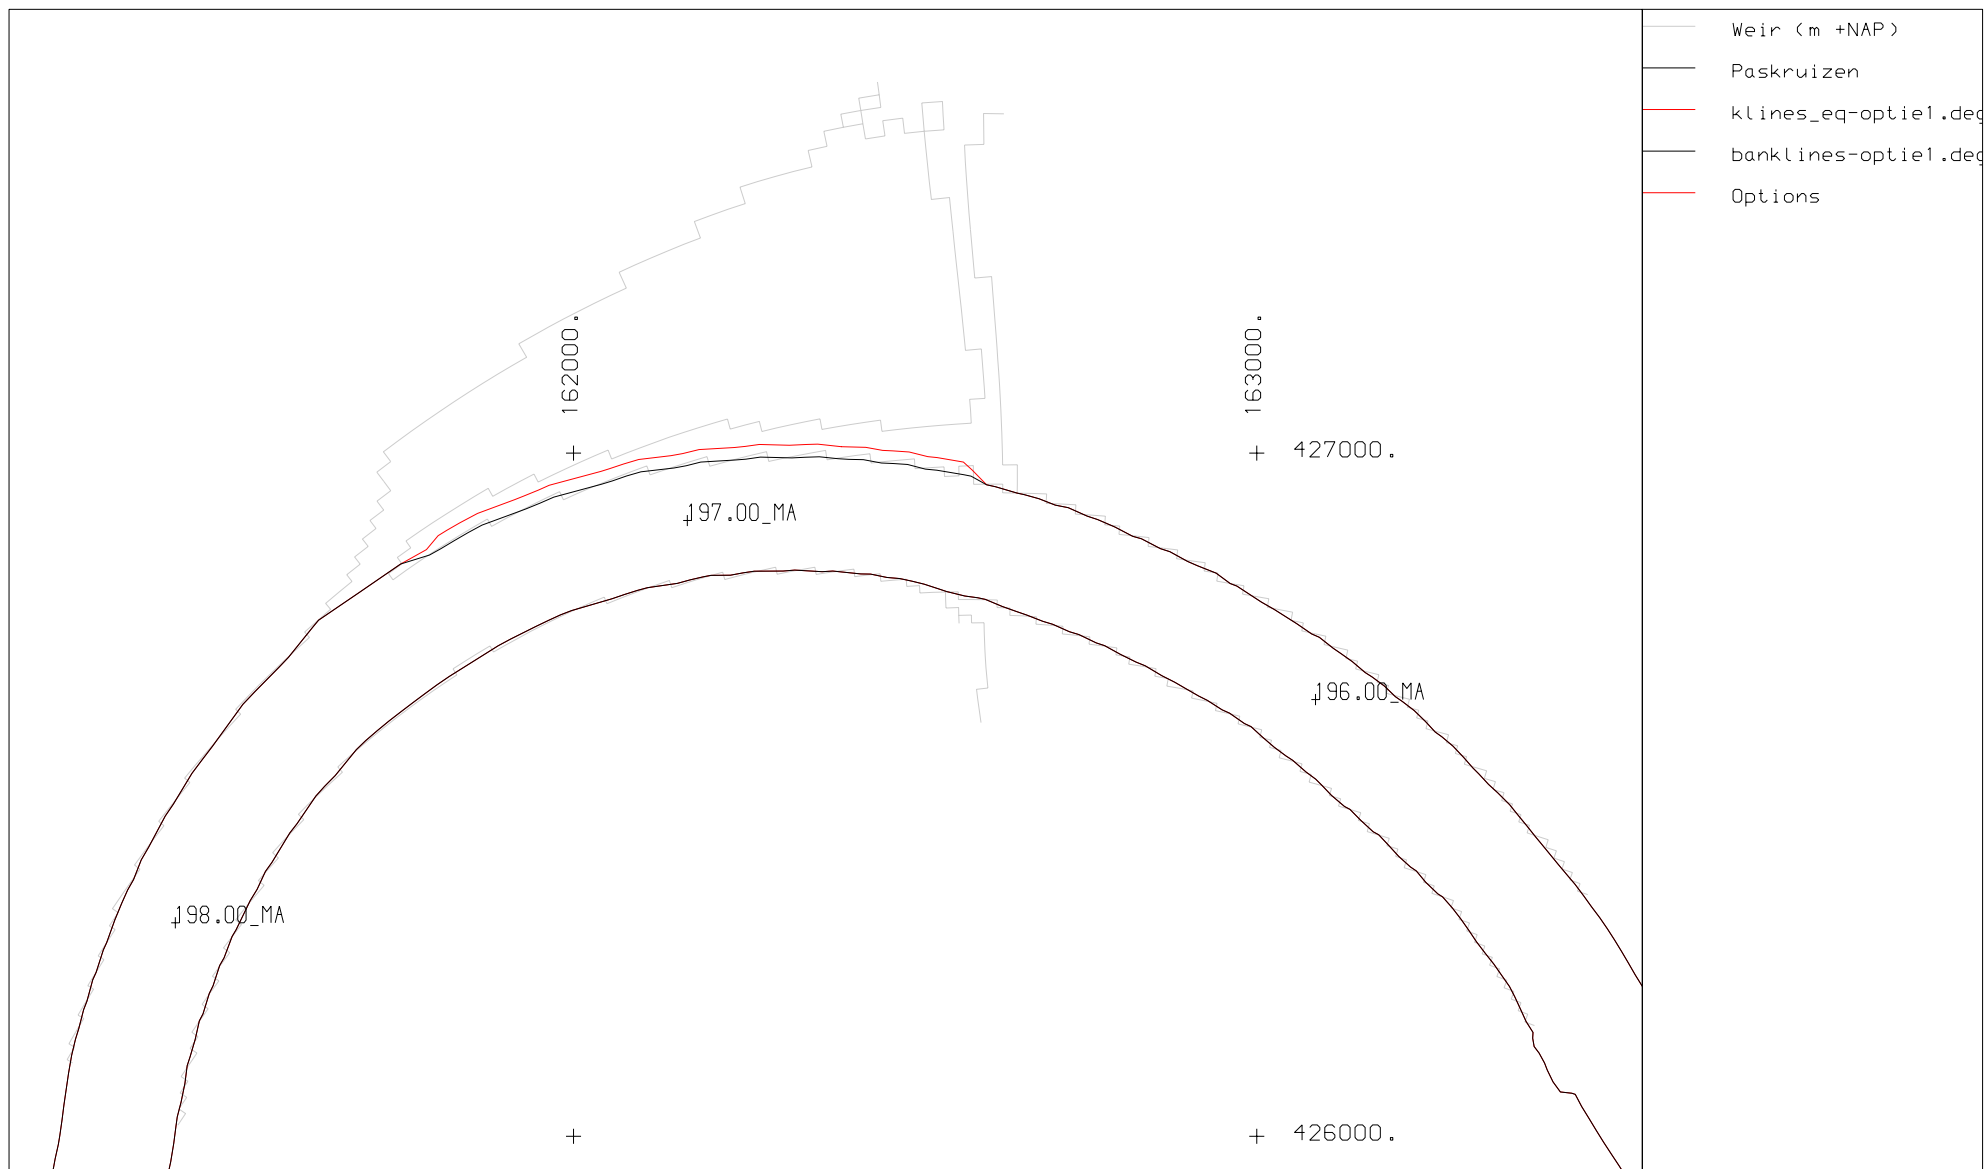 Weir (m +NAP)
Paskruizen
klines_eq-optie1.deg
banklines-optie1.deg
Options
162000.
163000.
427000.
197.00_MA
196.00_MA
198.00_MA
426000.